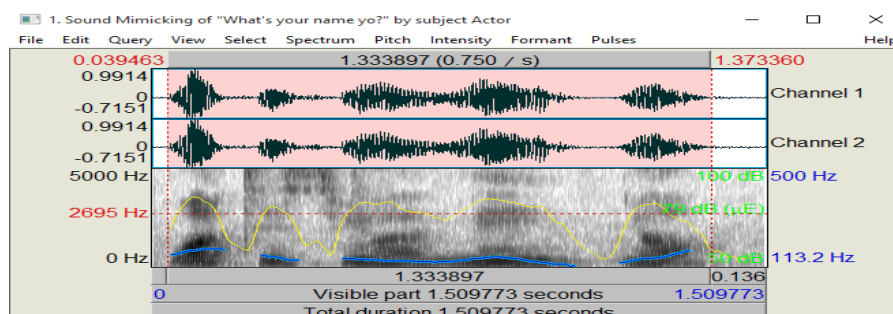 1. Sound Mimicking of "What's your name yo?" by subject Actor
File Edit Query View Select Spectrum Pitch Intensity Formant Pulses Help
0.039463 1.333897 (0.750 / s) 1.373360
0.9914
0
-0.7151
Channel 1
0.9914
0
-0.7151
Channel 2
5000 Hz 100 dB 500 Hz
2695 Hz dB (µE)
0 Hz 50 dB 113.2 Hz
1.333897 0.136
0 Visible part 1.509773 seconds 1.509773
Total duration 1.509773 seconds